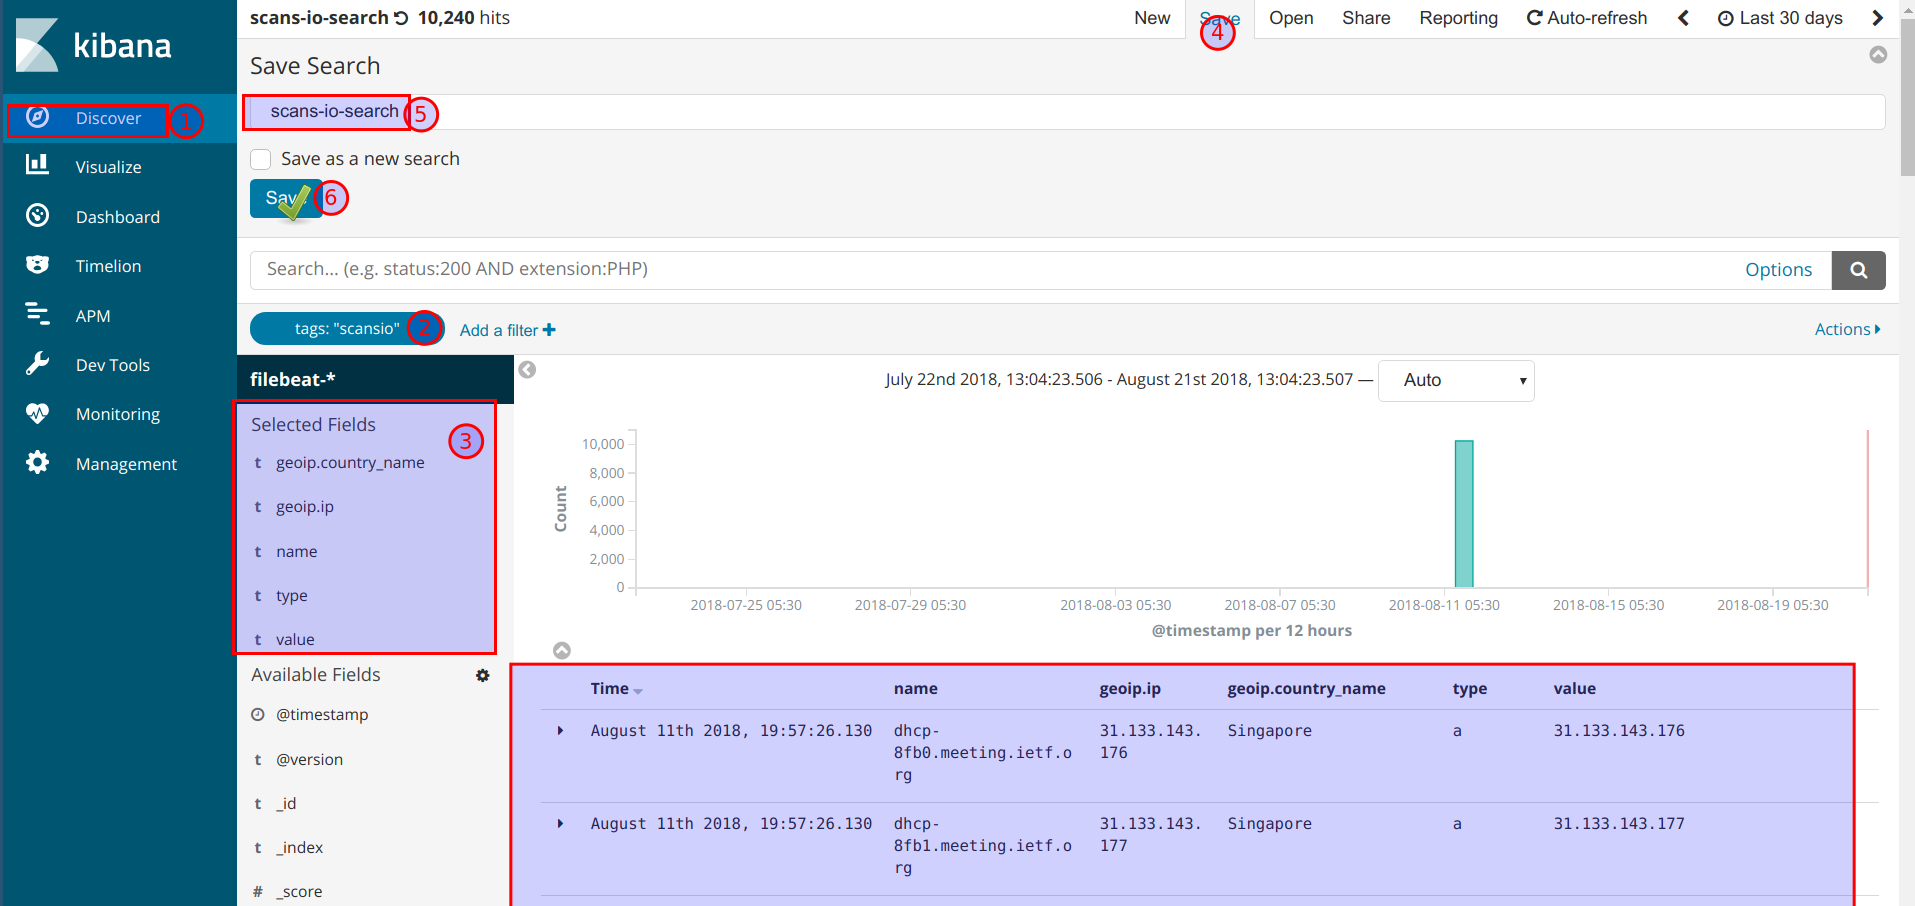 kibana
Discover 1
Visualize
Dashboard
Timelion
APM
Dev Tools
Monitoring
Management
scans-io-search 10,240 hits
New Save 4 Open Share Reporting Auto-refresh Last 30 days
Save Search
scans-io-search 5
Save as a new search
Save 6
Search... (e.g. status:200 AND extension:PHP) Options
tags: "scansio" 2 Add a filter Actions
filebeat-*
Selected Fields 3
t geoip.country_name
t geoip.ip
t name
t type
t value
Available Fields
@timestamp
t @version
t _id
t _index
# _score
July 22nd 2018, 13:04:23.506 - August 21st 2018, 13:04:23.507 — Auto
Count
10,000
8,000
6,000
4,000
2,000
0
2018-07-25 05:30 2018-07-29 05:30 2018-08-03 05:30 2018-08-07 05:30 2018-08-11 05:30 2018-08-15 05:30 2018-08-19 05:30
@timestamp per 12 hours
Time name geoip.ip geoip.country_name type value
August 11th 2018, 19:57:26.130 dhcp- 31.133.143. Singapore a 31.133.143.176
8fb0.meeting.ietf.o 176
rg
August 11th 2018, 19:57:26.130 dhcp- 31.133.143. Singapore a 31.133.143.177
8fb1.meeting.ietf.o 177
rg